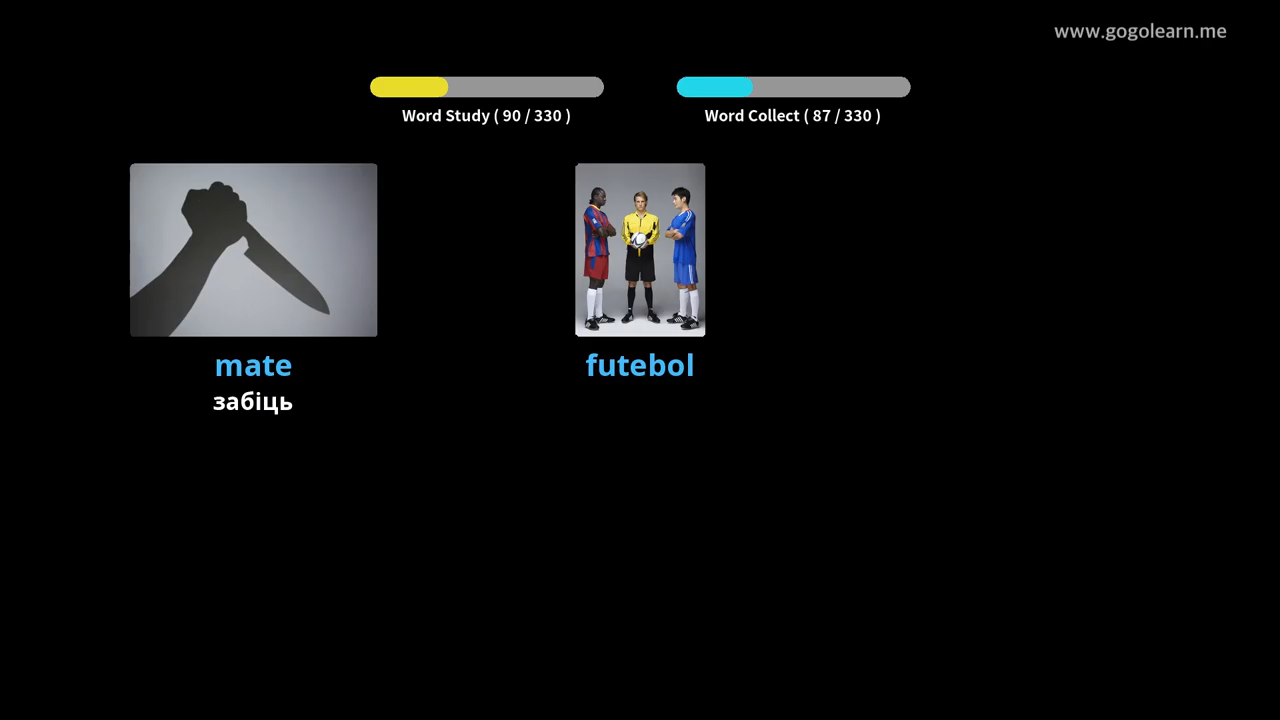 www.gogolearn.me
Word Study ( 90 / 330 )
Word Collect ( 87 / 330 )
mate
забіць
futebol